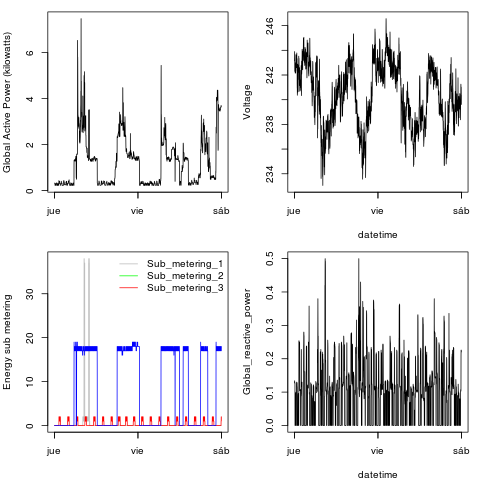 Global Active Power (kilowatts)
0 2 4 6
jue vie sáb
Voltage
234 238 242 246
jue vie sáb
datetime
Energy sub metering
0 10 20 30
Sub_metering_1
Sub_metering_2
Sub_metering_3
jue vie sáb
Global_reactive_power
0.0 0.1 0.2 0.3 0.4 0.5
jue vie sáb
datetime